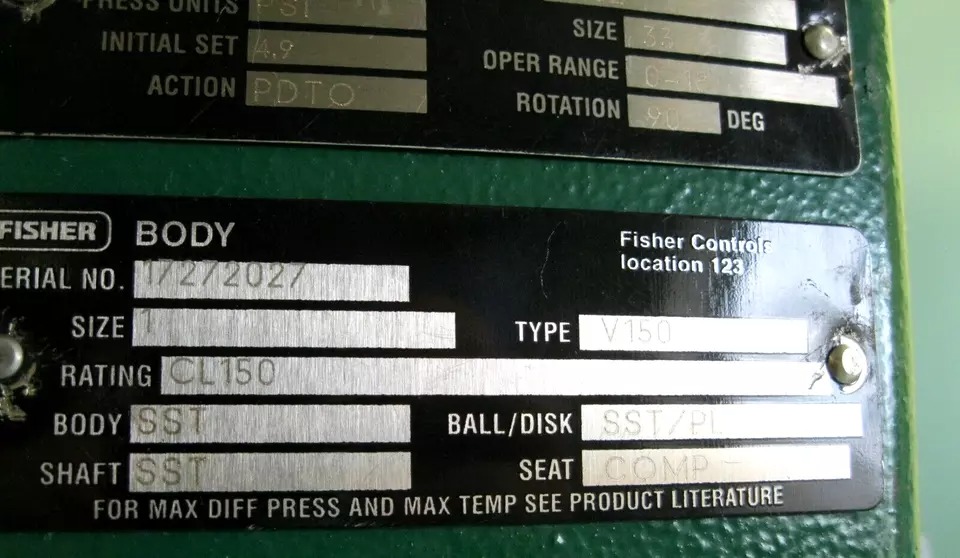 PRESS UNITS PSI
INITIAL SET 4.9
ACTION PDTO
SIZE 33
OPER RANGE 0-18
ROTATION 90 DEG
FISHER BODY
Fisher Controls
location 123
ERIAL NO. 17272027
SIZE 1
TYPE V150
RATING CL150
BODY SST
BALL/DISK SST/PL
SHAFT SST
SEAT COMP
FOR MAX DIFF PRESS AND MAX TEMP SEE PRODUCT LITERATURE